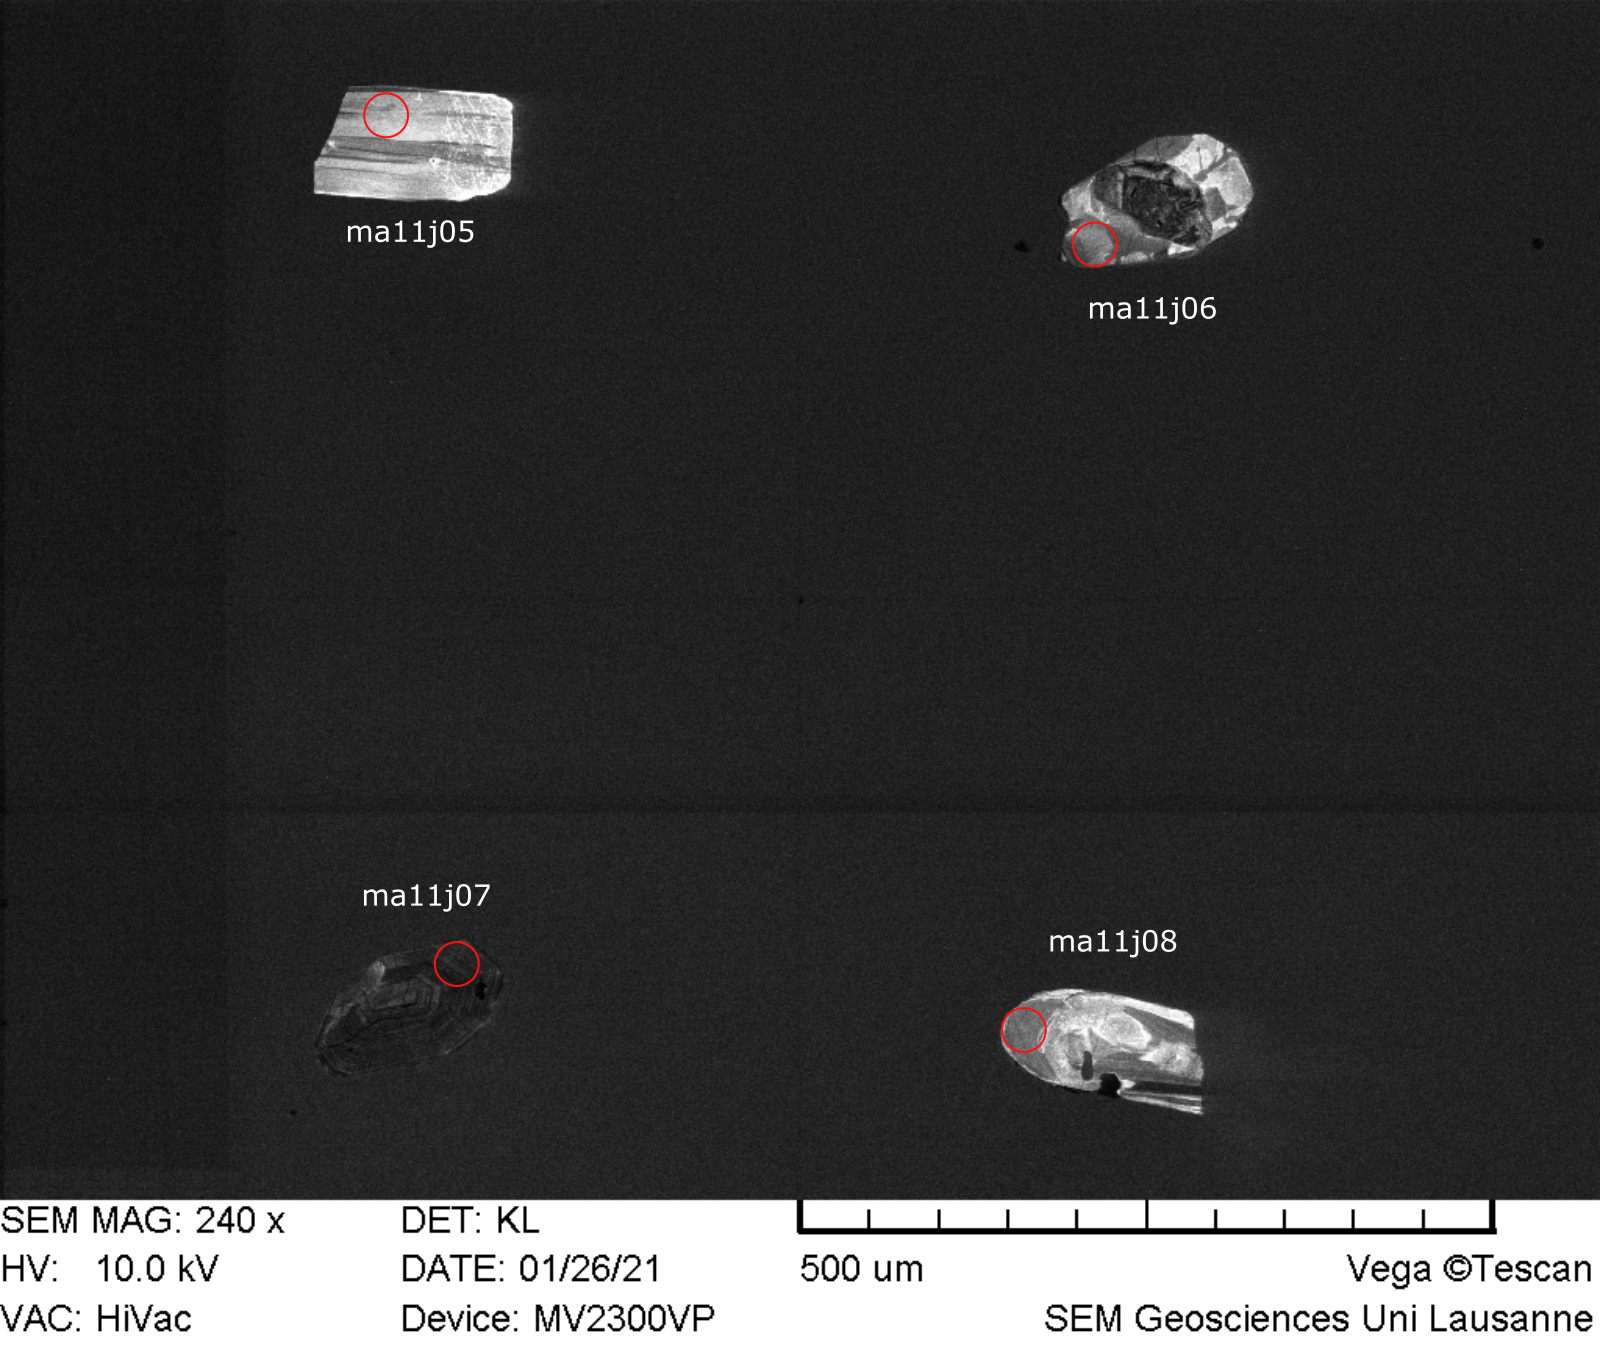 ma11j05
ma11j06
ma11j07
ma11j08
SEM MAG: 240 x DET: KL
HV: 10.0 kV DATE: 01/26/21 500 um Vega ©Tescan
VAC: HiVac Device: MV2300VP SEM Geosciences Uni Lausanne